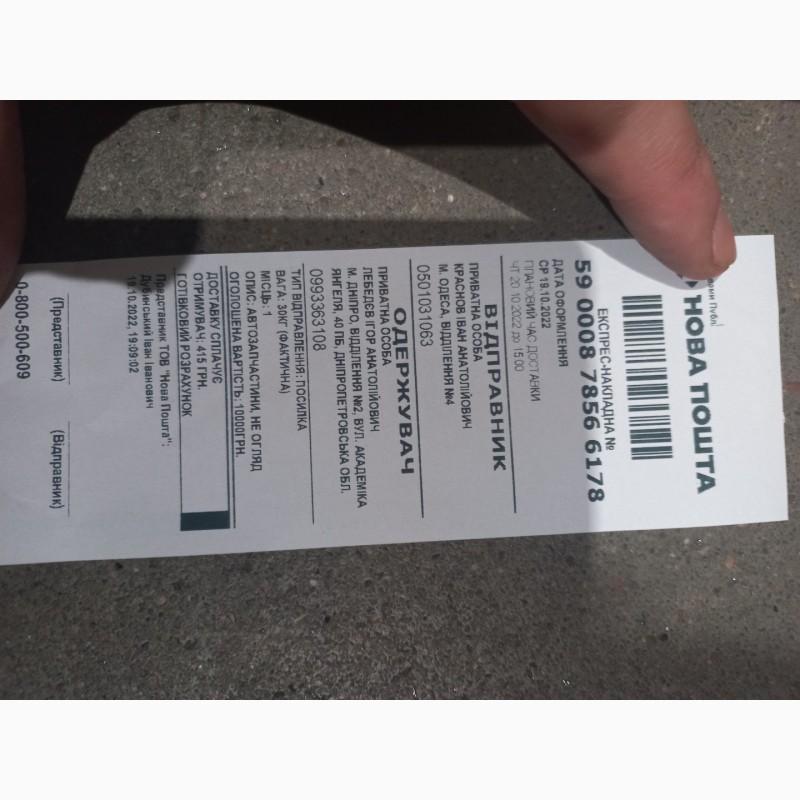 НОВА ПОШТА
ЕКСПРЕС-НАКЛАДНА №
59 0008 7856 6178
ДАТА ОФОРМЛЕННЯ
СР 19.10.2022
ПЛАНОВИЙ ЧАС ДОСТАВКИ
ЧТ 20.10.2022 до 15:00
ВІДПРАВНИК
ПРИВАТНА ОСОБА
КРАСНОВ ІВАН АНАТОЛІЙОВИЧ
М. ОДЕСА, ВІДДІЛЕННЯ №4
0501031063
ОДЕРЖУВАЧ
ПРИВАТНА ОСОБА
ЛЕБЕДЄВ ІГОР АНАТОЛІЙОВИЧ
М. ДНІПРО, ВІДДІЛЕННЯ №2, ВУЛ. АКАДЕМІКА
ЯНГЕЛЯ, 40 ПБ, ДНІПРОПЕТРОВСЬКА ОБЛ.
0993363108
ТИП ВІДПРАВЛЕННЯ: ПОСИЛКА
ВАГА: 30КГ (ФАКТИЧНА)
МІСЦЬ: 1
ОПИС: АВТОЗАПЧАСТИНИ, НЕ ОГЛЯД
ОГОЛОШЕНА ВАРТІСТЬ: 10000ГРН.
ДОСТАВКУ СПЛАЧУЄ
ОТРИМУВАЧ: 415 ГРН.
ГОТІВКОВИЙ РОЗРАХУНОК
Представник ТОВ "Нова Пошта":
Дубинський Іван Іванович
19.10.2022, 19:09:02
(Представник) (Відправник)
0-800-500-609